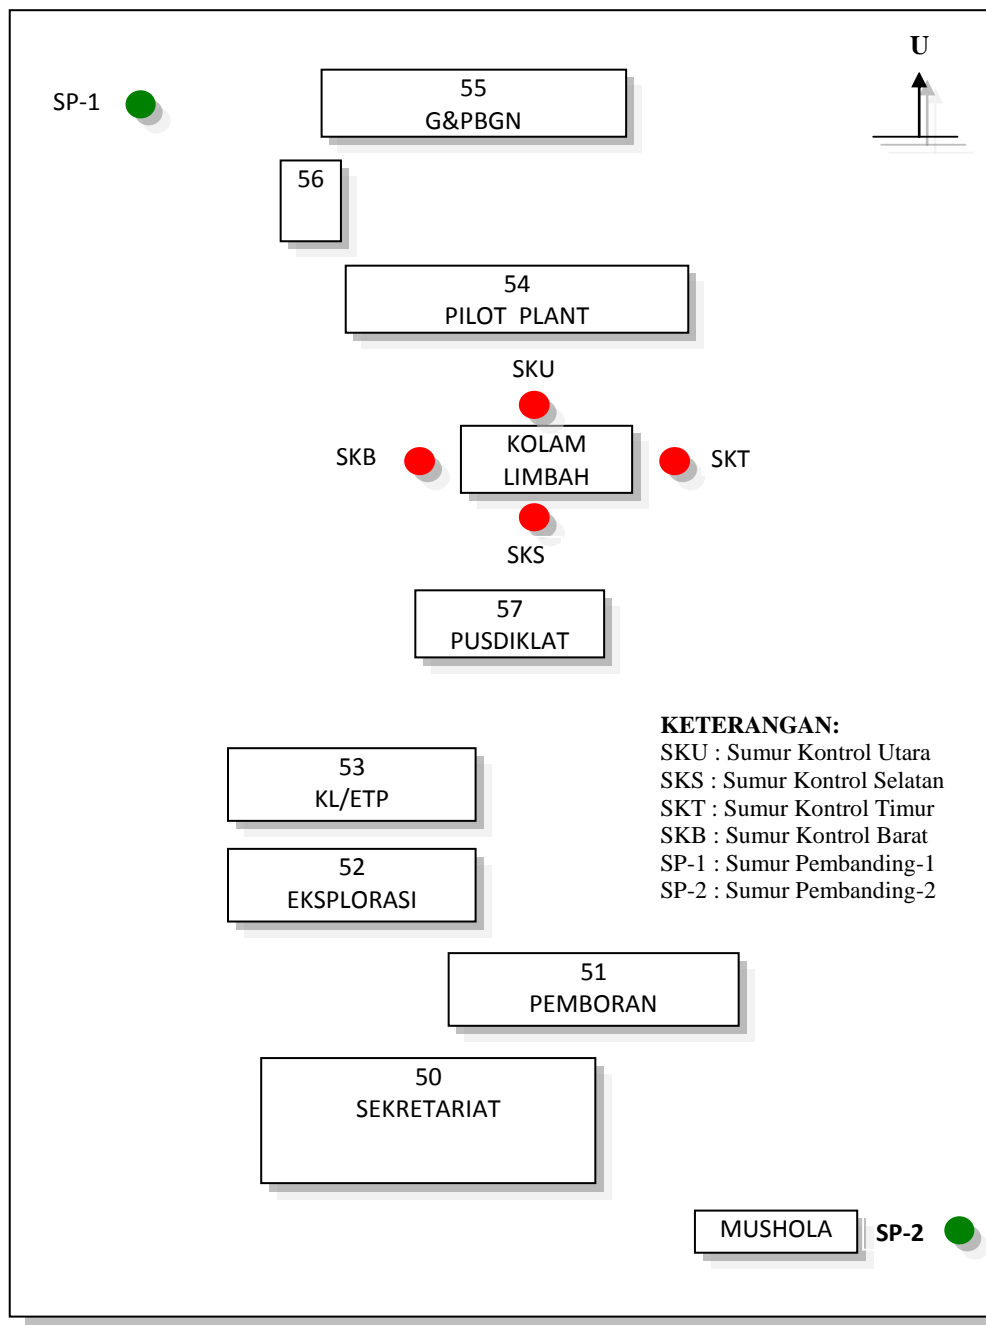 U
SP-1
55
G&PBGN
56
54
PILOT PLANT
SKU
SKB
KOLAM
LIMBAH
SKT
SKS
57
PUSDIKLAT
KETERANGAN:
SKU : Sumur Kontrol Utara
SKS : Sumur Kontrol Selatan
SKT : Sumur Kontrol Timur
SKB : Sumur Kontrol Barat
SP-1 : Sumur Pembanding-1
SP-2 : Sumur Pembanding-2
53
KL/ETP
52
EKSPLORASI
51
PEMBORAN
50
SEKRETARIAT
MUSHOLA
SP-2